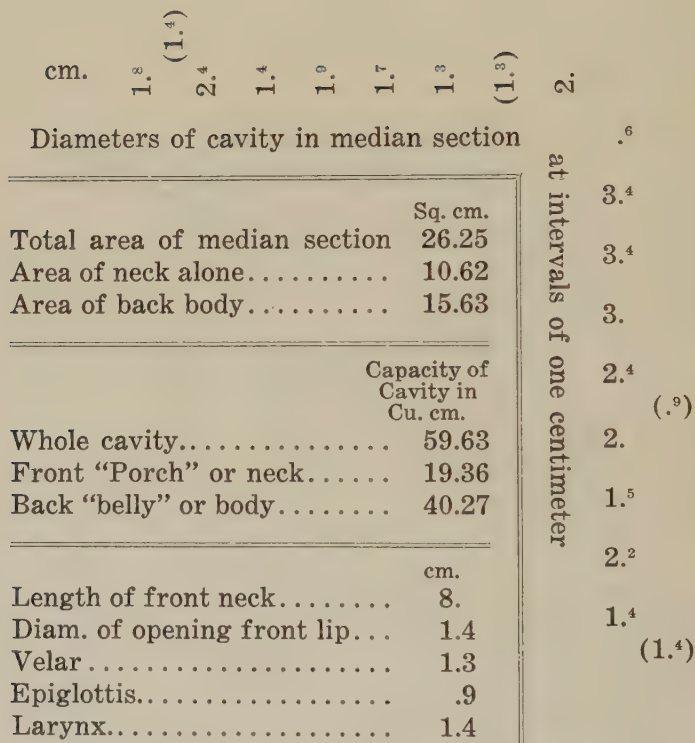 cm. 1.⁸ (1.⁴) 2.⁴ 1.⁴ 1.⁹ 1.⁷ 1.³ (1.³) 2.
Diameters of cavity in median section
at intervals of one centimeter
.⁶
3.⁴
3.⁴
3.
2.⁴
(.⁹)
2.
1.⁵
2.²
1.⁴
(1.⁴)
Sq. cm.
Total area of median section 26.25
Area of neck alone.......... 10.62
Area of back body.......... 15.63
Capacity of
Cavity in
Cu. cm.
Whole cavity............... 59.63
Front “Porch” or neck...... 19.36
Back “belly” or body........ 40.27
cm.
Length of front neck........ 8.
Diam. of opening front lip... 1.4
Velar...................... 1.3
Epiglottis.................. .9
Larynx.................... 1.4